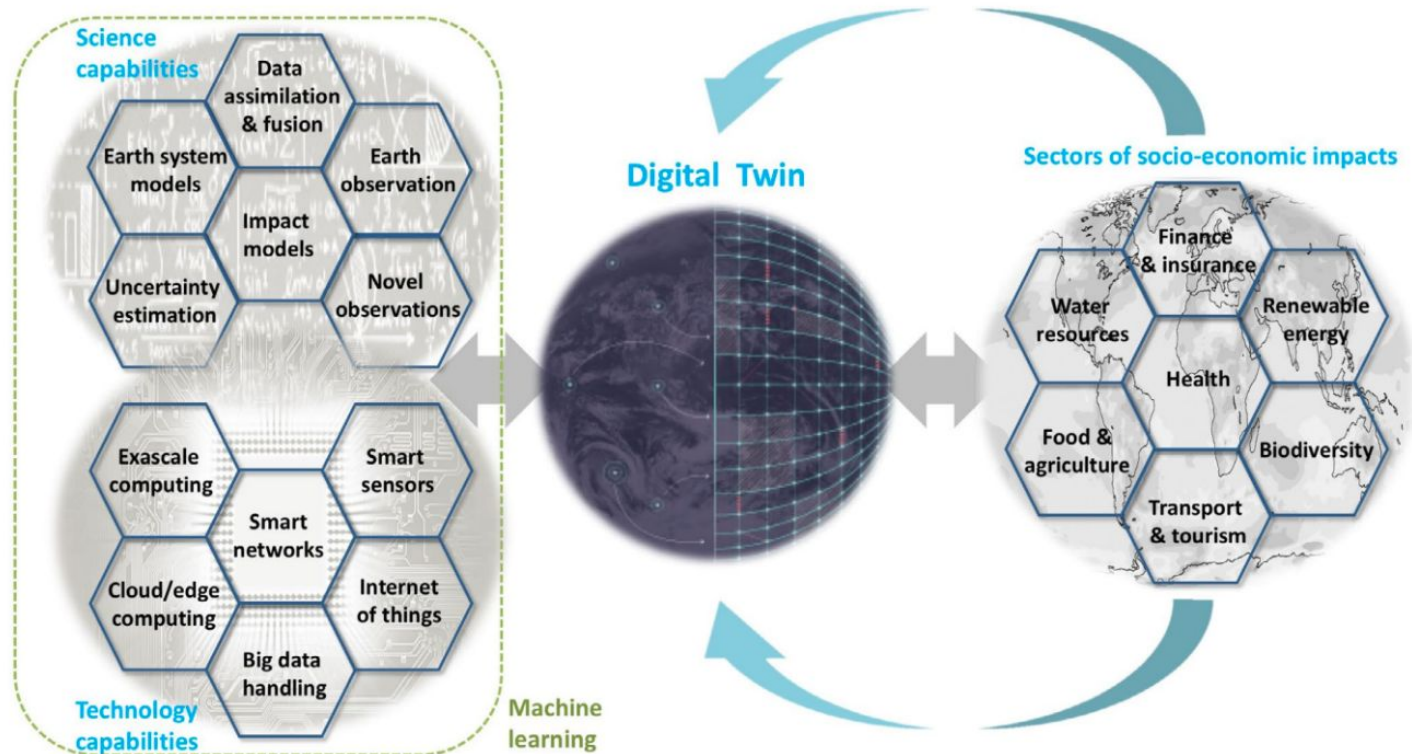 Science
capabilities
Data
assimilation
& fusion
Earth system
models
Earth
observation
Impact
models
Uncertainty
estimation
Novel
observations
Exascale
computing
Smart
sensors
Smart
networks
Cloud/edge
computing
Internet
of things
Big data
handling
Technology
capabilities
Machine
learning
Digital Twin
Sectors of socio-economic impacts
Finance
& insurance
Water
resources
Renewable
energy
Health
Food &
agriculture
Biodiversity
Transport
& tourism